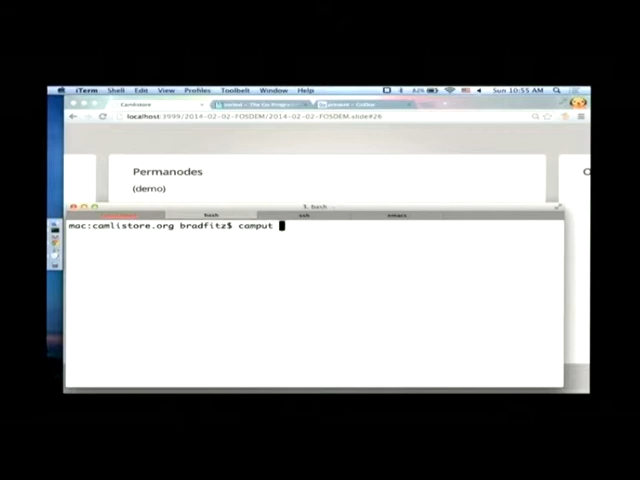 iTerm Shell Edit View Profiles Toolbelt Window Help Sun 10:55 AM
Camlistore
localhost:3999/2014-02-02-FOSDEM/2014-02-02-FOSDEM.slide#26
Permanodes
(demo)
3. bash
bash ssh emacs
mac:camlistore.org bradfitz$ camput